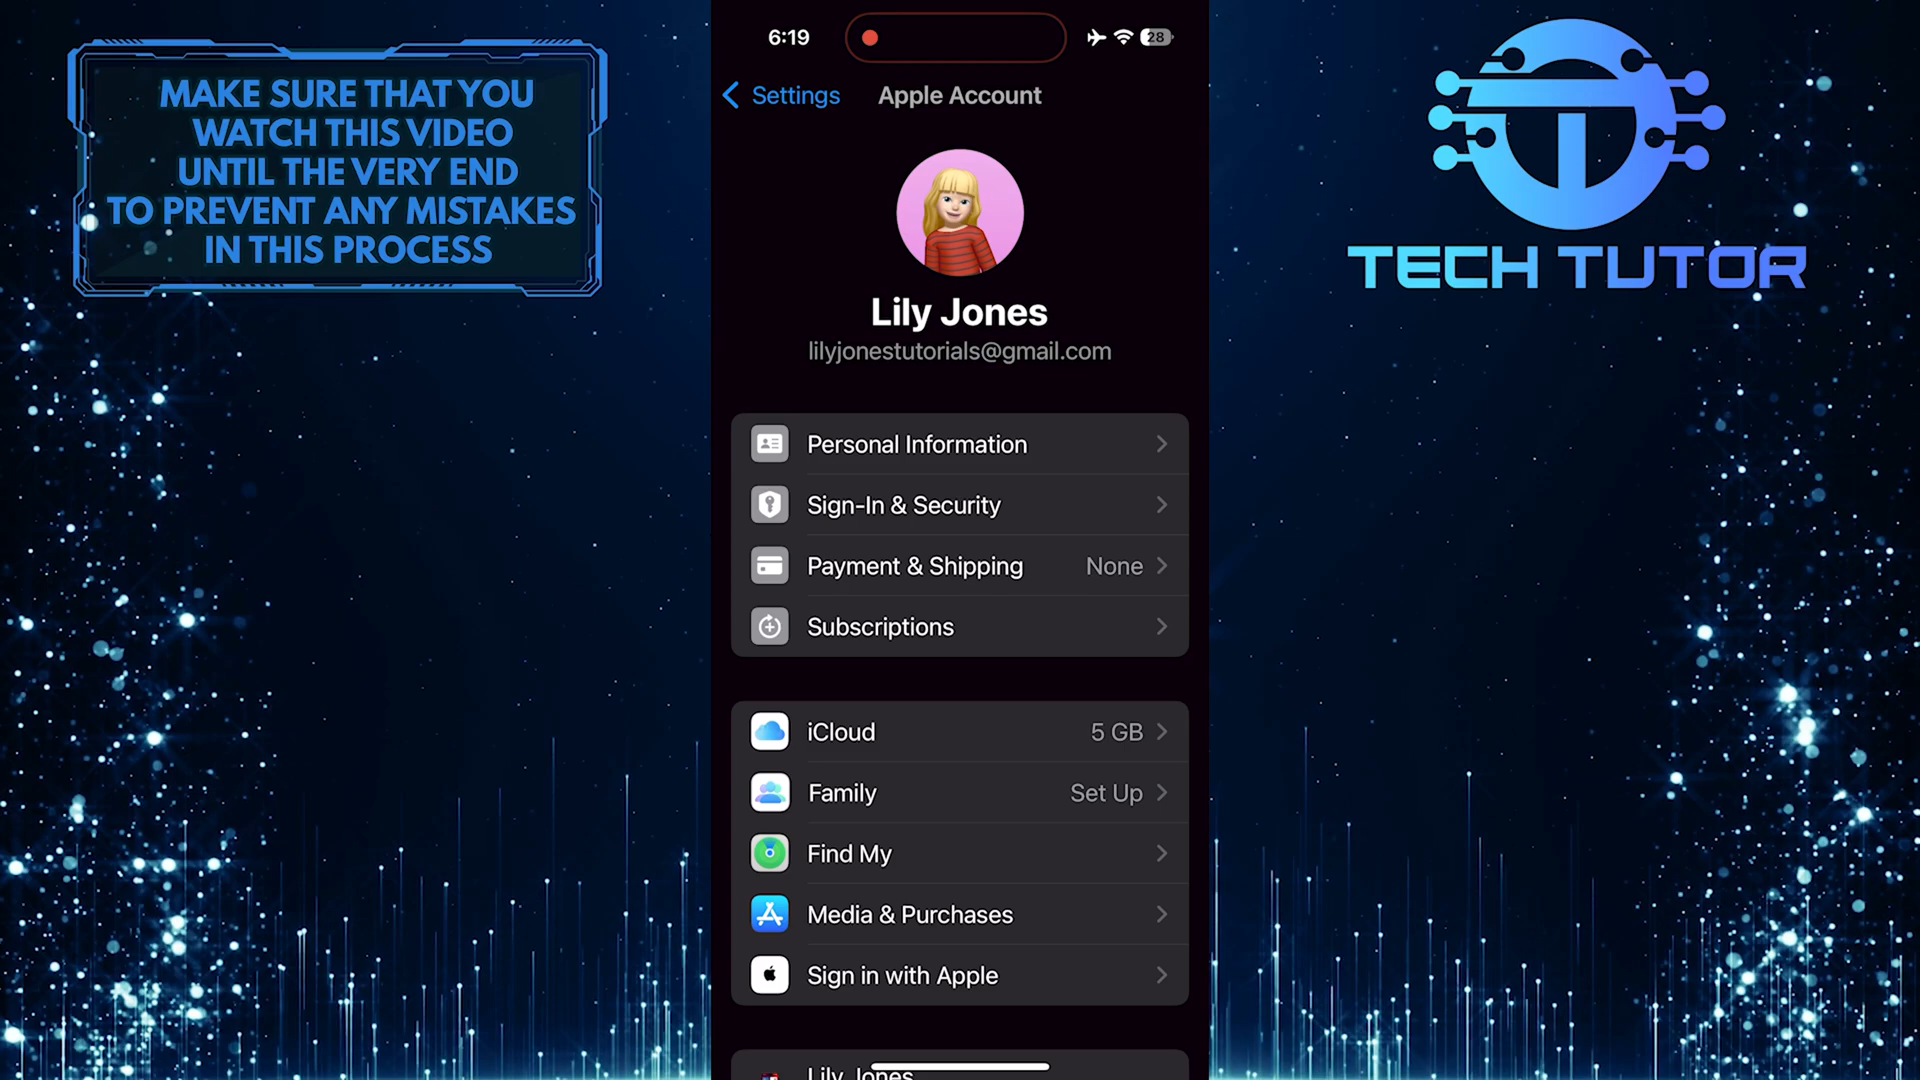 MAKE SURE THAT YOU
WATCH THIS VIDEO
UNTIL THE VERY END
TO PREVENT ANY MISTAKES
IN THIS PROCESS
6:19
28
Settings
Apple Account
Lily Jones
lilyjonestutorials@gmail.com
Personal Information
Sign-In & Security
Payment & Shipping None
Subscriptions
iCloud 5 GB
Family Set Up
Find My
Media & Purchases
Sign in with Apple
Lily Jones
TECH TUTOR